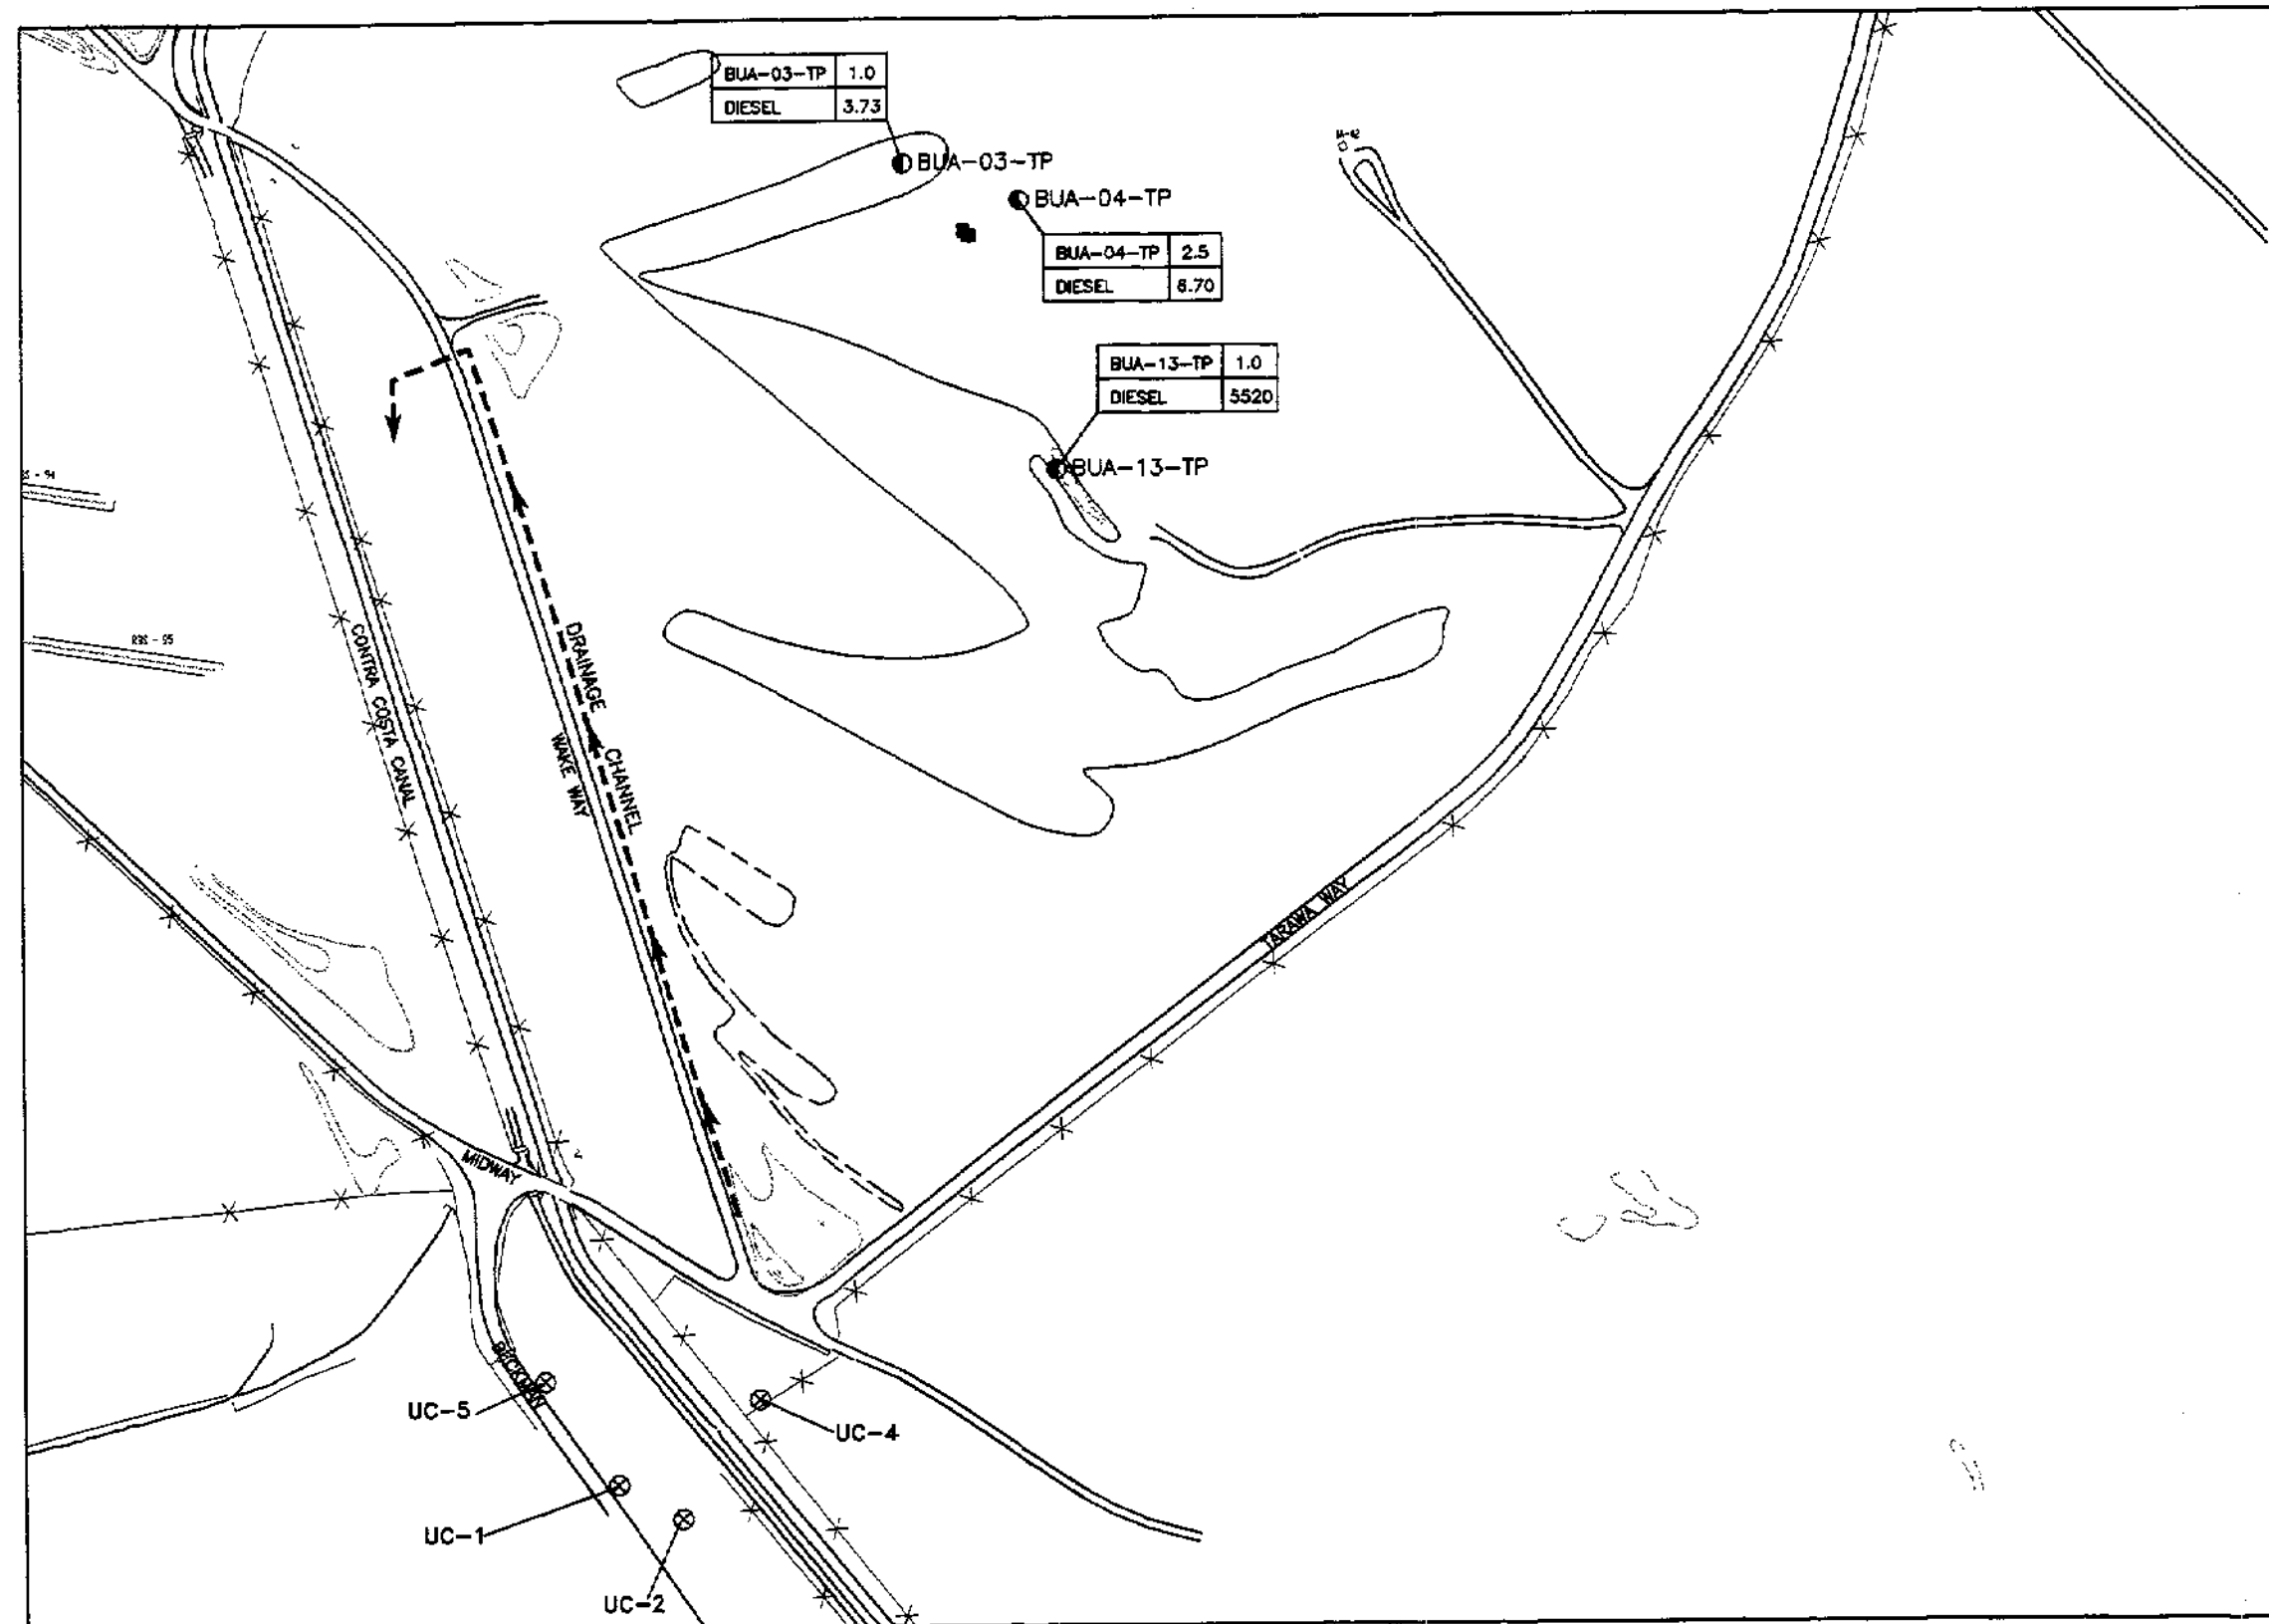 BUA-03-TP 1.0
DIESEL 3.73
BUA-03-TP
BUA-04-TP
BUA-04-TP 2.5
DIESEL 6.70
BUA-13-TP 1.0
DIESEL 5520
BUA-13-TP
DRAINAGE CHANNEL
WAKE WAY
CONTRA COSTA CANAL
TARAWA WAY
MIDWAY
2
BECKMAN
UC-5
UC-4
UC-1
UC-2